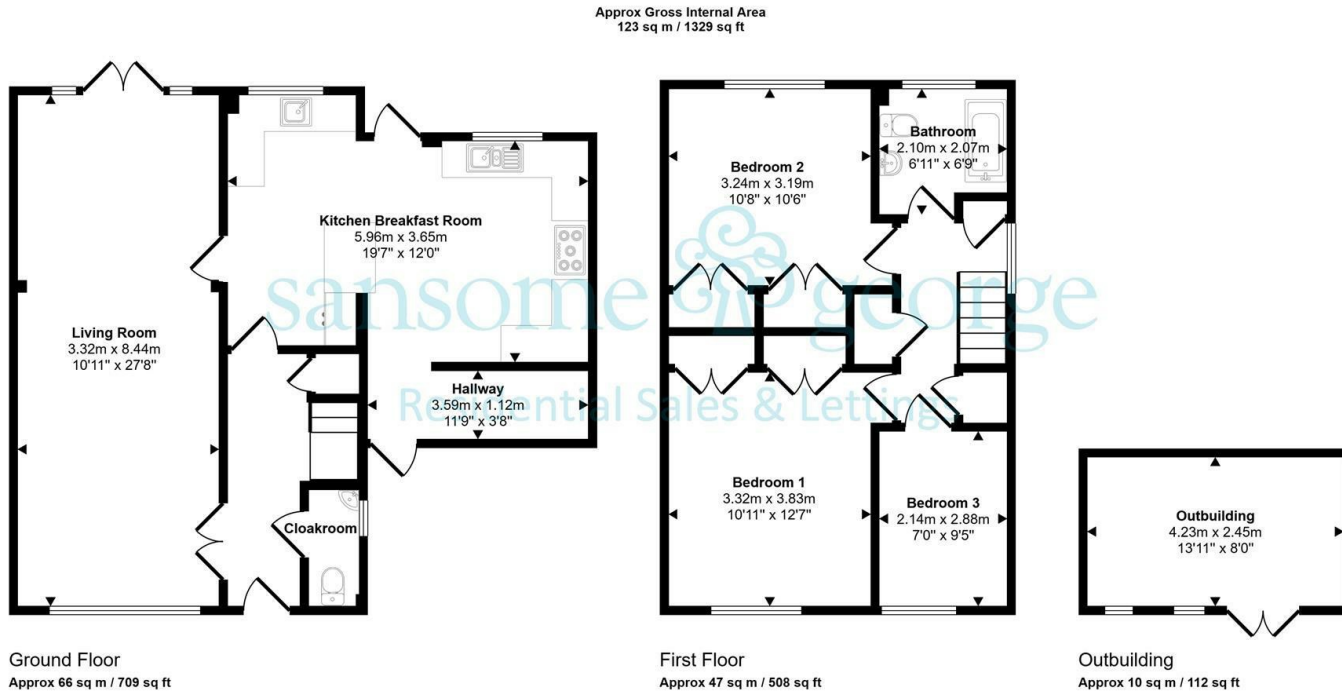 Approx Gross Internal Area
123 sq m / 1329 sq ft
Living Room
3.32m x 8.44m
10'11" x 27'8"
Kitchen Breakfast Room
5.96m x 3.65m
19'7" x 12'0"
Hallway
3.59m x 1.12m
11'9" x 3'8"
Cloakroom
Ground Floor
Approx 66 sq m / 709 sq ft
Bedroom 2
3.24m x 3.19m
10'8" x 10'6"
Bathroom
2.10m x 2.07m
6'11" x 6'9"
Bedroom 1
3.32m x 3.83m
10'11" x 12'7"
Bedroom 3
2.14m x 2.88m
7'0" x 9'5"
First Floor
Approx 47 sq m / 508 sq ft
Outbuilding
4.23m x 2.45m
13'11" x 8'0"
Outbuilding
Approx 10 sq m / 112 sq ft
sansome george
Residential Sales & Lettings